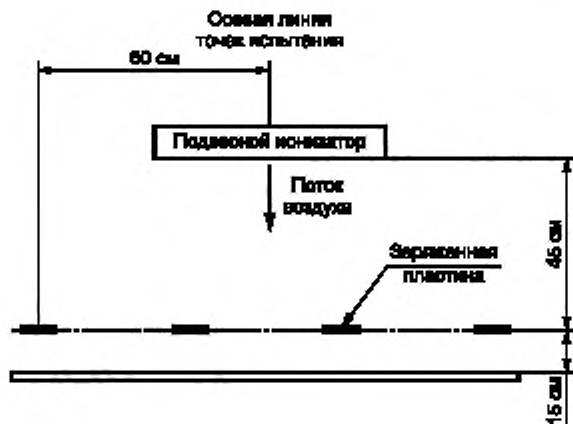 Осевая линия
точек испытания
60 см
Подвесной ионизатор
Поток
воздуха
45 см
Заряженная
пластина
15 см